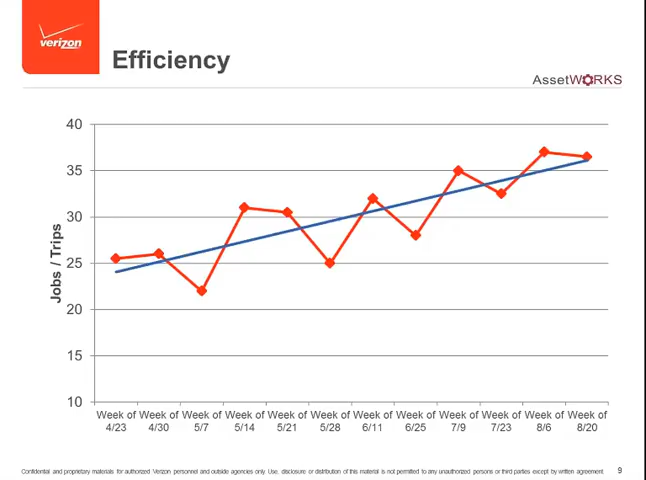 verizon
Efficiency
AssetWORKS
40
35
30
25
20
15
10
Jobs / Trips
Week of Week of Week of Week of Week of Week of Week of Week of Week of Week of Week of Week of
4/23 4/30 5/7 5/14 5/21 5/28 6/11 6/25 7/9 7/23 8/6 8/20
Confidential and proprietary materials for authorized Verizon personnel and outside agencies only. Use, disclosure or distribution of this material is not permitted to any unauthorized persons or third parties except by written agreement. 9